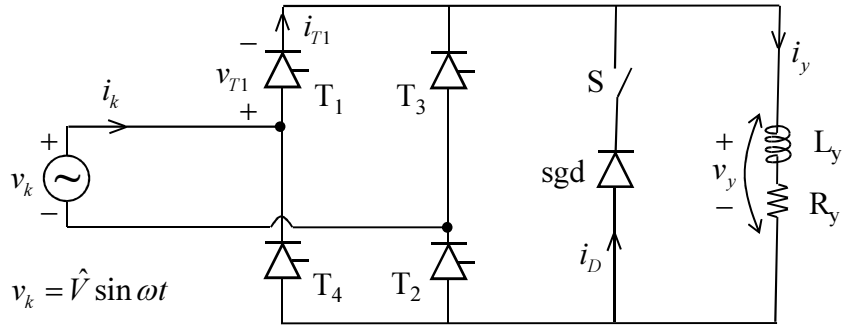 − i_{T1}
v_{T1} T_1 T_3
i_k +
S
i_y
+
v_k
−
sgd
+
v_y
−
L_y
R_y
i_D
T_4 T_2
v_k = \hat{V} sin ωt